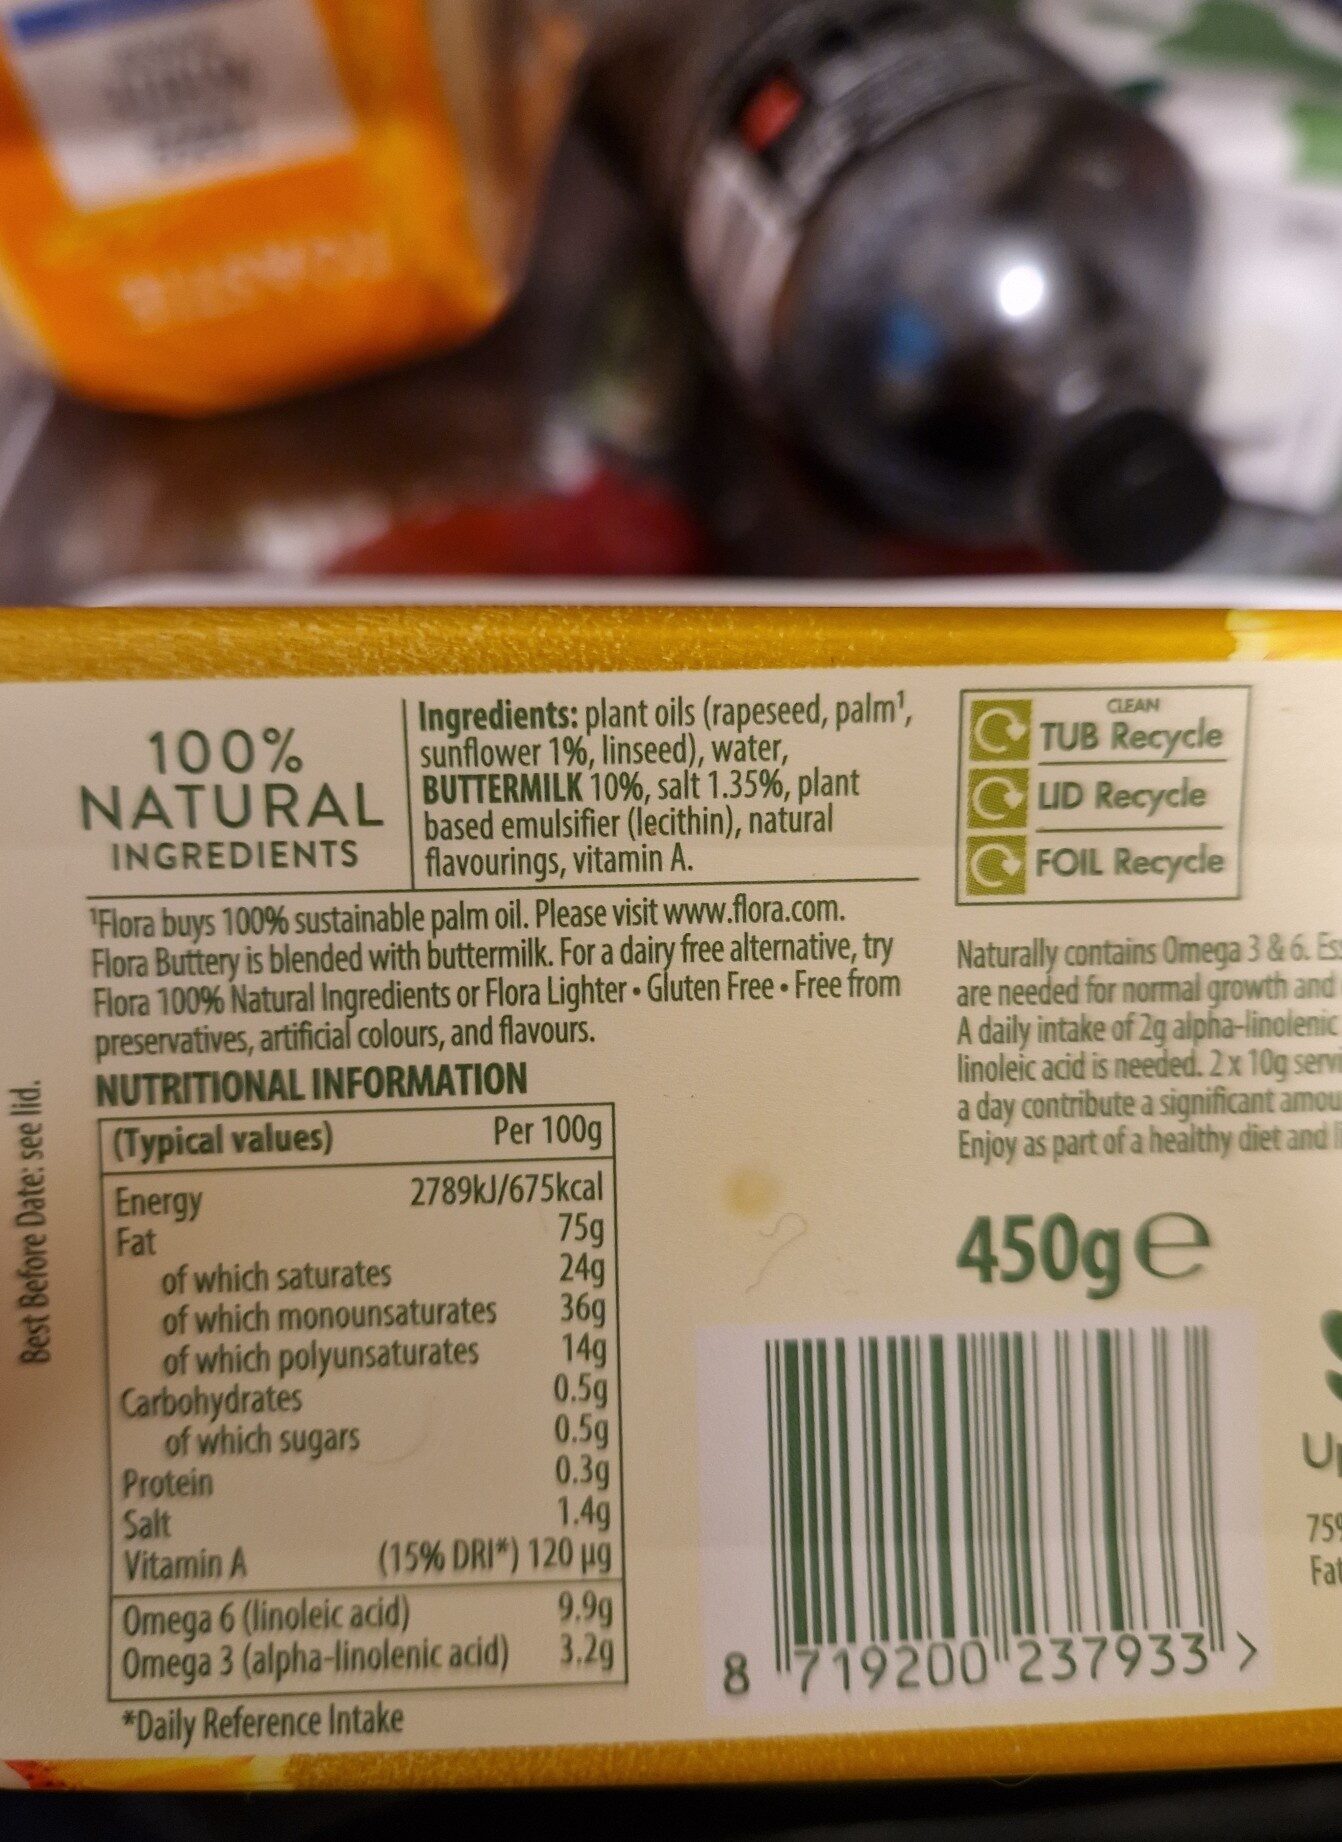 100%
NATURAL
INGREDIENTS
Ingredients: plant oils (rapeseed, palm¹,
sunflower 1%, linseed), water,
BUTTERMILK 10%, salt 1.35%, plant
based emulsifier (lecithin), natural
flavourings, vitamin A.
CLEAN
TUB Recycle
LID Recycle
FOIL Recycle
¹Flora buys 100% sustainable palm oil. Please visit www.flora.com.
Flora Buttery is blended with buttermilk. For a dairy free alternative, try
Flora 100% Natural Ingredients or Flora Lighter • Gluten Free • Free from
preservatives, artificial colours, and flavours.
NUTRITIONAL INFORMATION
(Typical values) Per 100g
Energy 2789kJ/675kcal
Fat 75g
of which saturates 24g
of which monounsaturates 36g
of which polyunsaturates 14g
Carbohydrates 0.5g
of which sugars 0.5g
Protein 0.3g
Salt 1.4g
Vitamin A (15% DRI*) 120 µg
Omega 6 (linoleic acid) 9.9g
Omega 3 (alpha-linolenic acid) 3.2g
*Daily Reference Intake
Best Before Date: see lid.
Naturally contains Omega 3 & 6.
are needed for normal growth and
A daily intake of 2g alpha-linolenic
linoleic acid is needed. 2 x 10g
a day contribute a significant
Enjoy as part of a healthy diet and
450g e
8 719200 237933 >